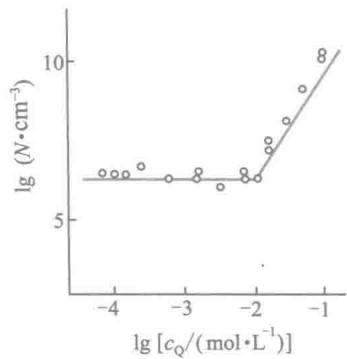 lg (N·cm⁻³)
10
5
−4 −3 −2 −1
lg [c_Q/(mol·L⁻¹)]